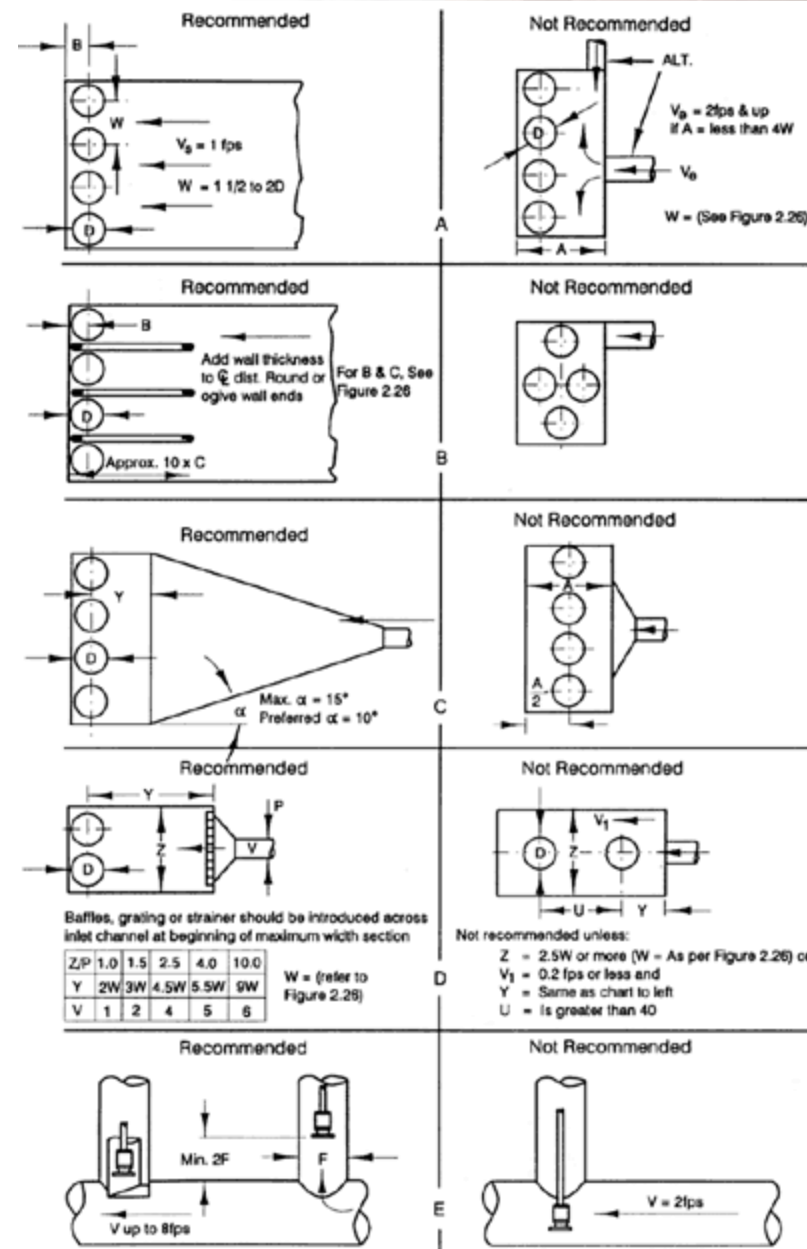 Recommended
B
W
Vs = 1 fps
W = 1 1/2 to 2D
D
A
Not Recommended
ALT.
D
Ve = 2fps & up
if A = less than 4W
Ve
W = (See Figure 2.26)
A
Recommended
B
Add wall thickness
to ℄ dist. Round or
ogive wall ends
For B & C, See
Figure 2.26
D
Approx. 10 x C
B
Not Recommended
Recommended
Y
D
α
Max. α = 15°
Preferred α = 10°
C
Not Recommended
A
A
2
Recommended
Y
P
Z
V
D
Baffles, grating or strainer should be introduced across
inlet channel at beginning of maximum width section
Z/P 1.0 1.5 2.5 4.0 10.0
Y 2W 3W 4.5W 5.5W 9W
V 1 2 4 5 6
W = (refer to
Figure 2.26)
D
Not Recommended
V1
D
Z
U
Y
Not recommended unless:
Z = 2.5W or more (W = As per Figure 2.26) or
V1 = 0.2 fps or less and
Y = Same as chart to left
U = Is greater than 40
Recommended
Min. 2F
F
V up to 8fps
E
Not Recommended
V = 2fps